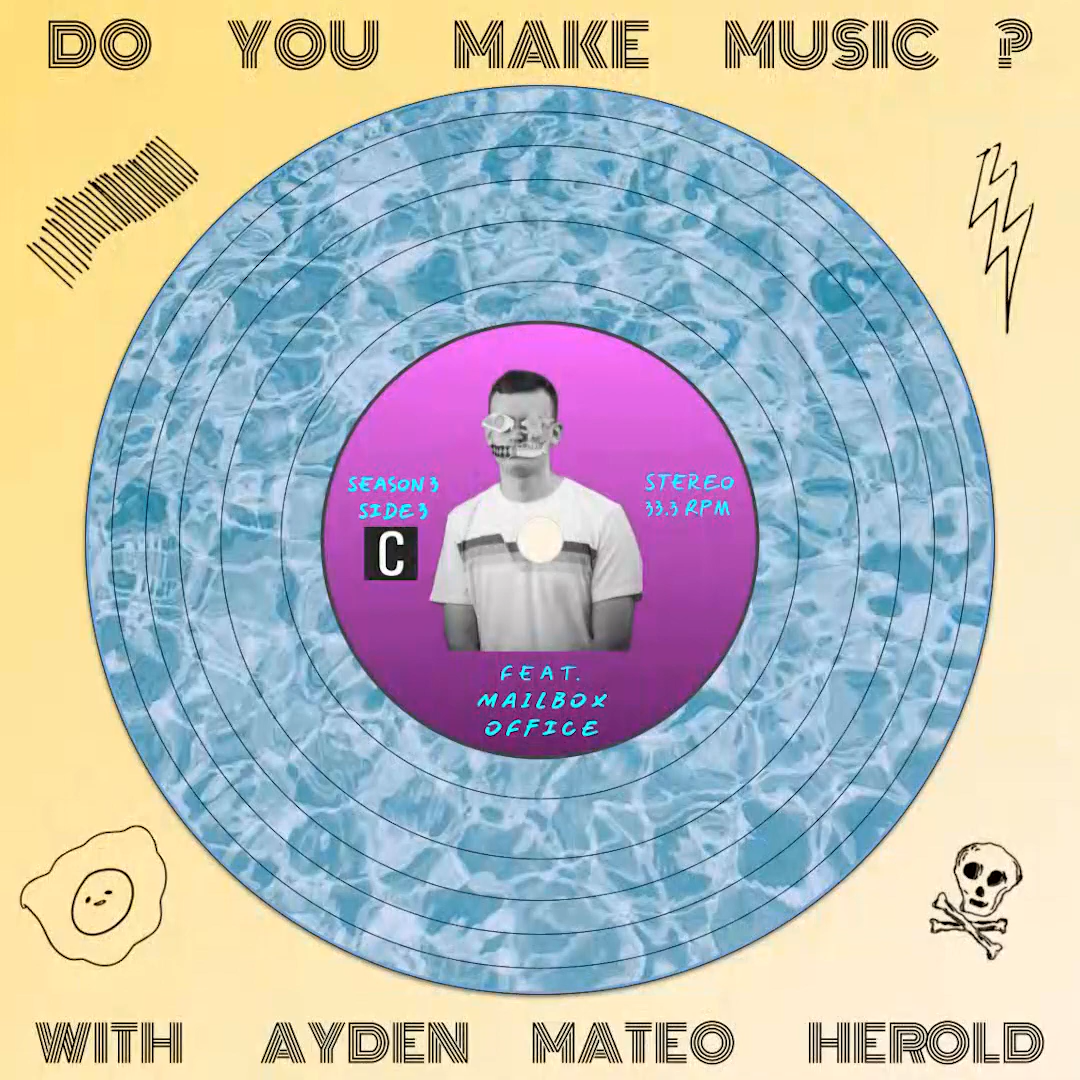 DO YOU MAKE MUSIC ?
SEASON 3
SIDE 3
C
STEREO
33.3 RPM
FEAT.
MAILBOX
OFFICE
WITH AYDEN MATEO HEROLD